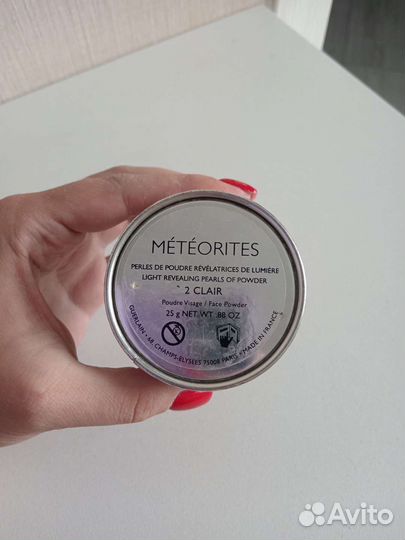 MÉTÉORITES
PERLES DE POUDRE RÉVÉLATRICES DE LUMIÈRE
LIGHT REVEALING PEARLS OF POWDER
2 CLAIR
Poudre Visage / Face Powder
25 g NET WT. .88 OZ
GUERLAIN • 68, CHAMPS-ELYSEES 75008 PARIS • MADE IN FRANCE
Avito